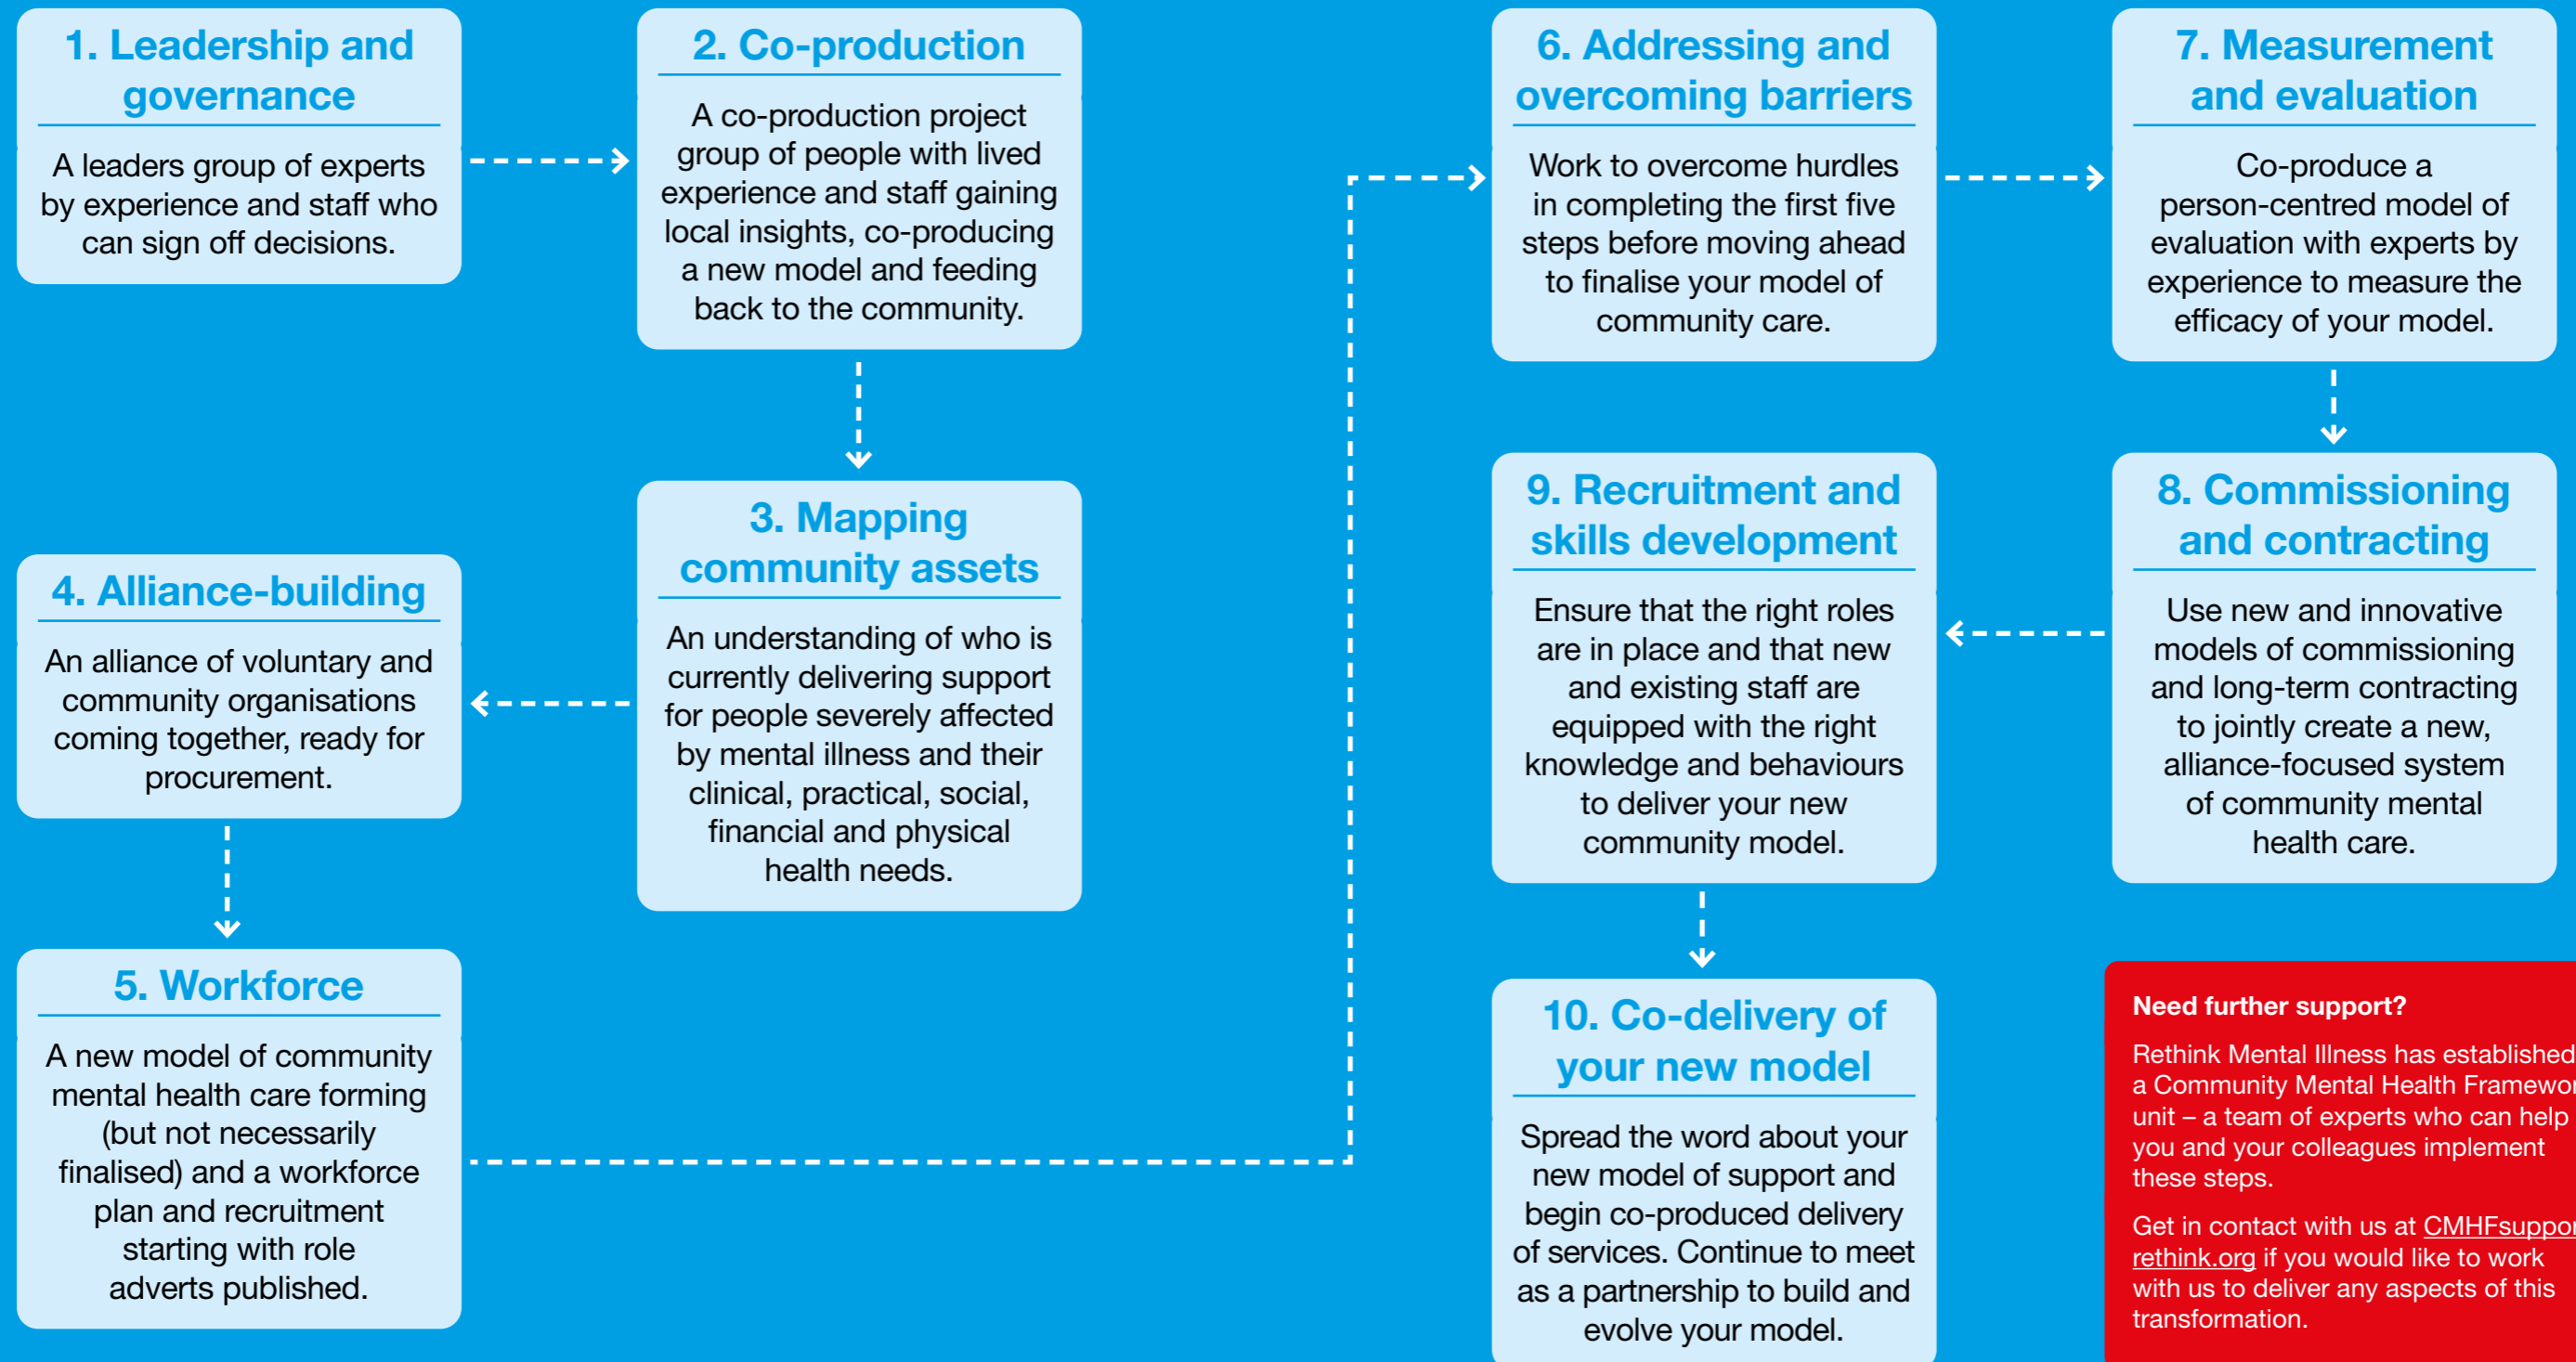 1. Leadership and
governance
A leaders group of experts
by experience and staff who
can sign off decisions.
2. Co-production
A co-production project
group of people with lived
experience and staff gaining
local insights, co-producing
a new model and feeding
back to the community.
3. Mapping
community assets
An understanding of who is
currently delivering support
for people severely affected
by mental illness and their
clinical, practical, social,
financial and physical
health needs.
4. Alliance-building
An alliance of voluntary and
community organisations
coming together, ready for
procurement.
5. Workforce
A new model of community
mental health care forming
(but not necessarily
finalised) and a workforce
plan and recruitment
starting with role
adverts published.
6. Addressing and
overcoming barriers
Work to overcome hurdles
in completing the first five
steps before moving ahead
to finalise your model of
community care.
7. Measurement
and evaluation
Co-produce a
person-centred model of
evaluation with experts by
experience to measure the
efficacy of your model.
8. Commissioning
and contracting
Use new and innovative
models of commissioning
and long-term contracting
to jointly create a new,
alliance-focused system
of community mental
health care.
9. Recruitment and
skills development
Ensure that the right roles
are in place and that new
and existing staff are
equipped with the right
knowledge and behaviours
to deliver your new
community model.
10. Co-delivery of
your new model
Spread the word about your
new model of support and
begin co-produced delivery
of services. Continue to meet
as a partnership to build and
evolve your model.
Need further support?
Rethink Mental Illness has established
a Community Mental Health
unit – a team of experts who can help
you and your colleagues implement
these steps.
Get in contact with us at
rethink.org if you would like to work
with us to deliver any aspects of this
transformation.